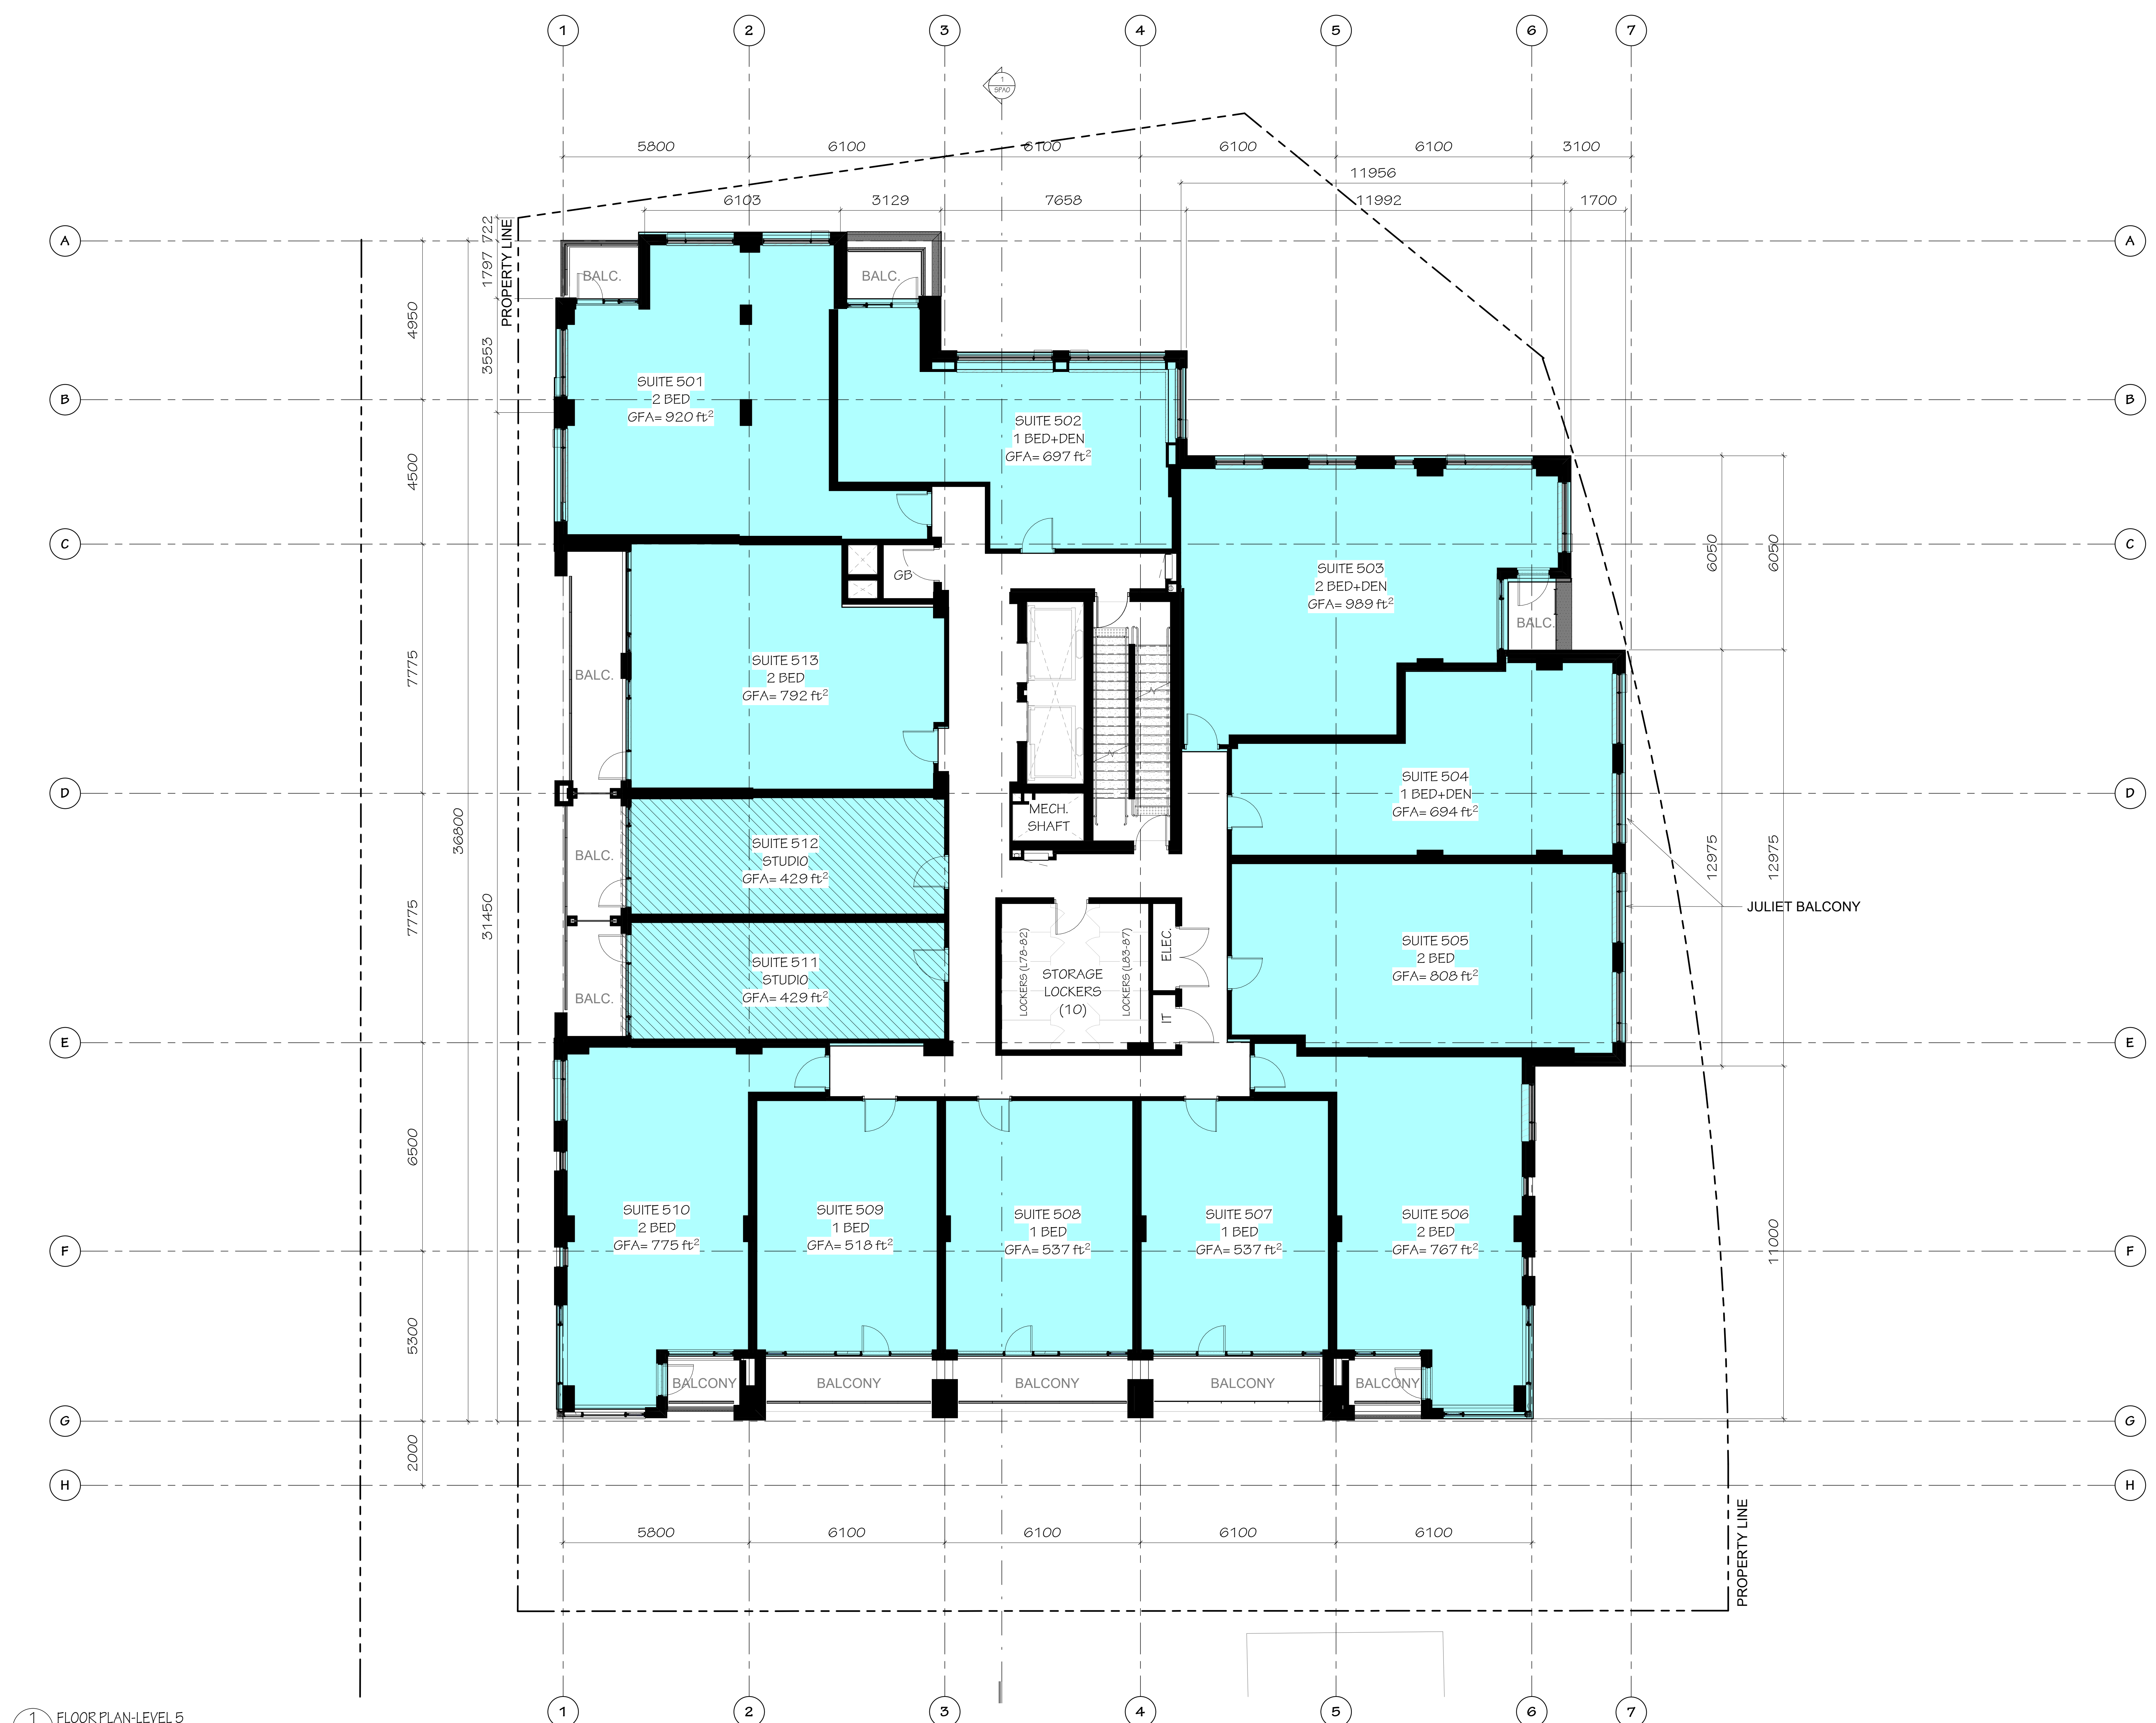 1 2 3 4 5 6 7
1
SPA0
5800 6100 6100 6100 6100 3100
11956
6103 3129 7658 11992 1700
722
1797
3553
PROPERTY LINE
A A
BALC. BALC.
4950
SUITE 501
2 BED
GFA= 920 ft²
B B
SUITE 502
1 BED+DEN
GFA= 697 ft²
4500
C C
GB
SUITE 503
2 BED+DEN
GFA= 989 ft²
6050 6050
BALC.
7775
SUITE 513
2 BED
GFA= 792 ft²
BALC.
SUITE 504
1 BED+DEN
GFA= 694 ft²
D D
MECH.
SHAFT
36800
SUITE 512
STUDIO
GFA= 429 ft²
BALC.
12975 12975
JULIET BALCONY
7775
31450
SUITE 505
2 BED
GFA= 808 ft²
LOCKERS (L78-82)
STORAGE
LOCKERS
(10)
LOCKERS (L83-87)
ELEC.
IT
SUITE 511
STUDIO
GFA= 429 ft²
BALC.
E E
6500
SUITE 510
2 BED
GFA= 775 ft²
SUITE 509
1 BED
GFA= 518 ft²
SUITE 508
1 BED
GFA= 537 ft²
SUITE 507
1 BED
GFA= 537 ft²
SUITE 506
2 BED
GFA= 767 ft²
11000
F F
5300
BALCONY BALCONY BALCONY BALCONY BALCONY
G G
2000
H H
PROPERTY LINE
5800 6100 6100 6100 6100
1 2 3 4 5 6 7
1 FLOOR PLAN-LEVEL 5